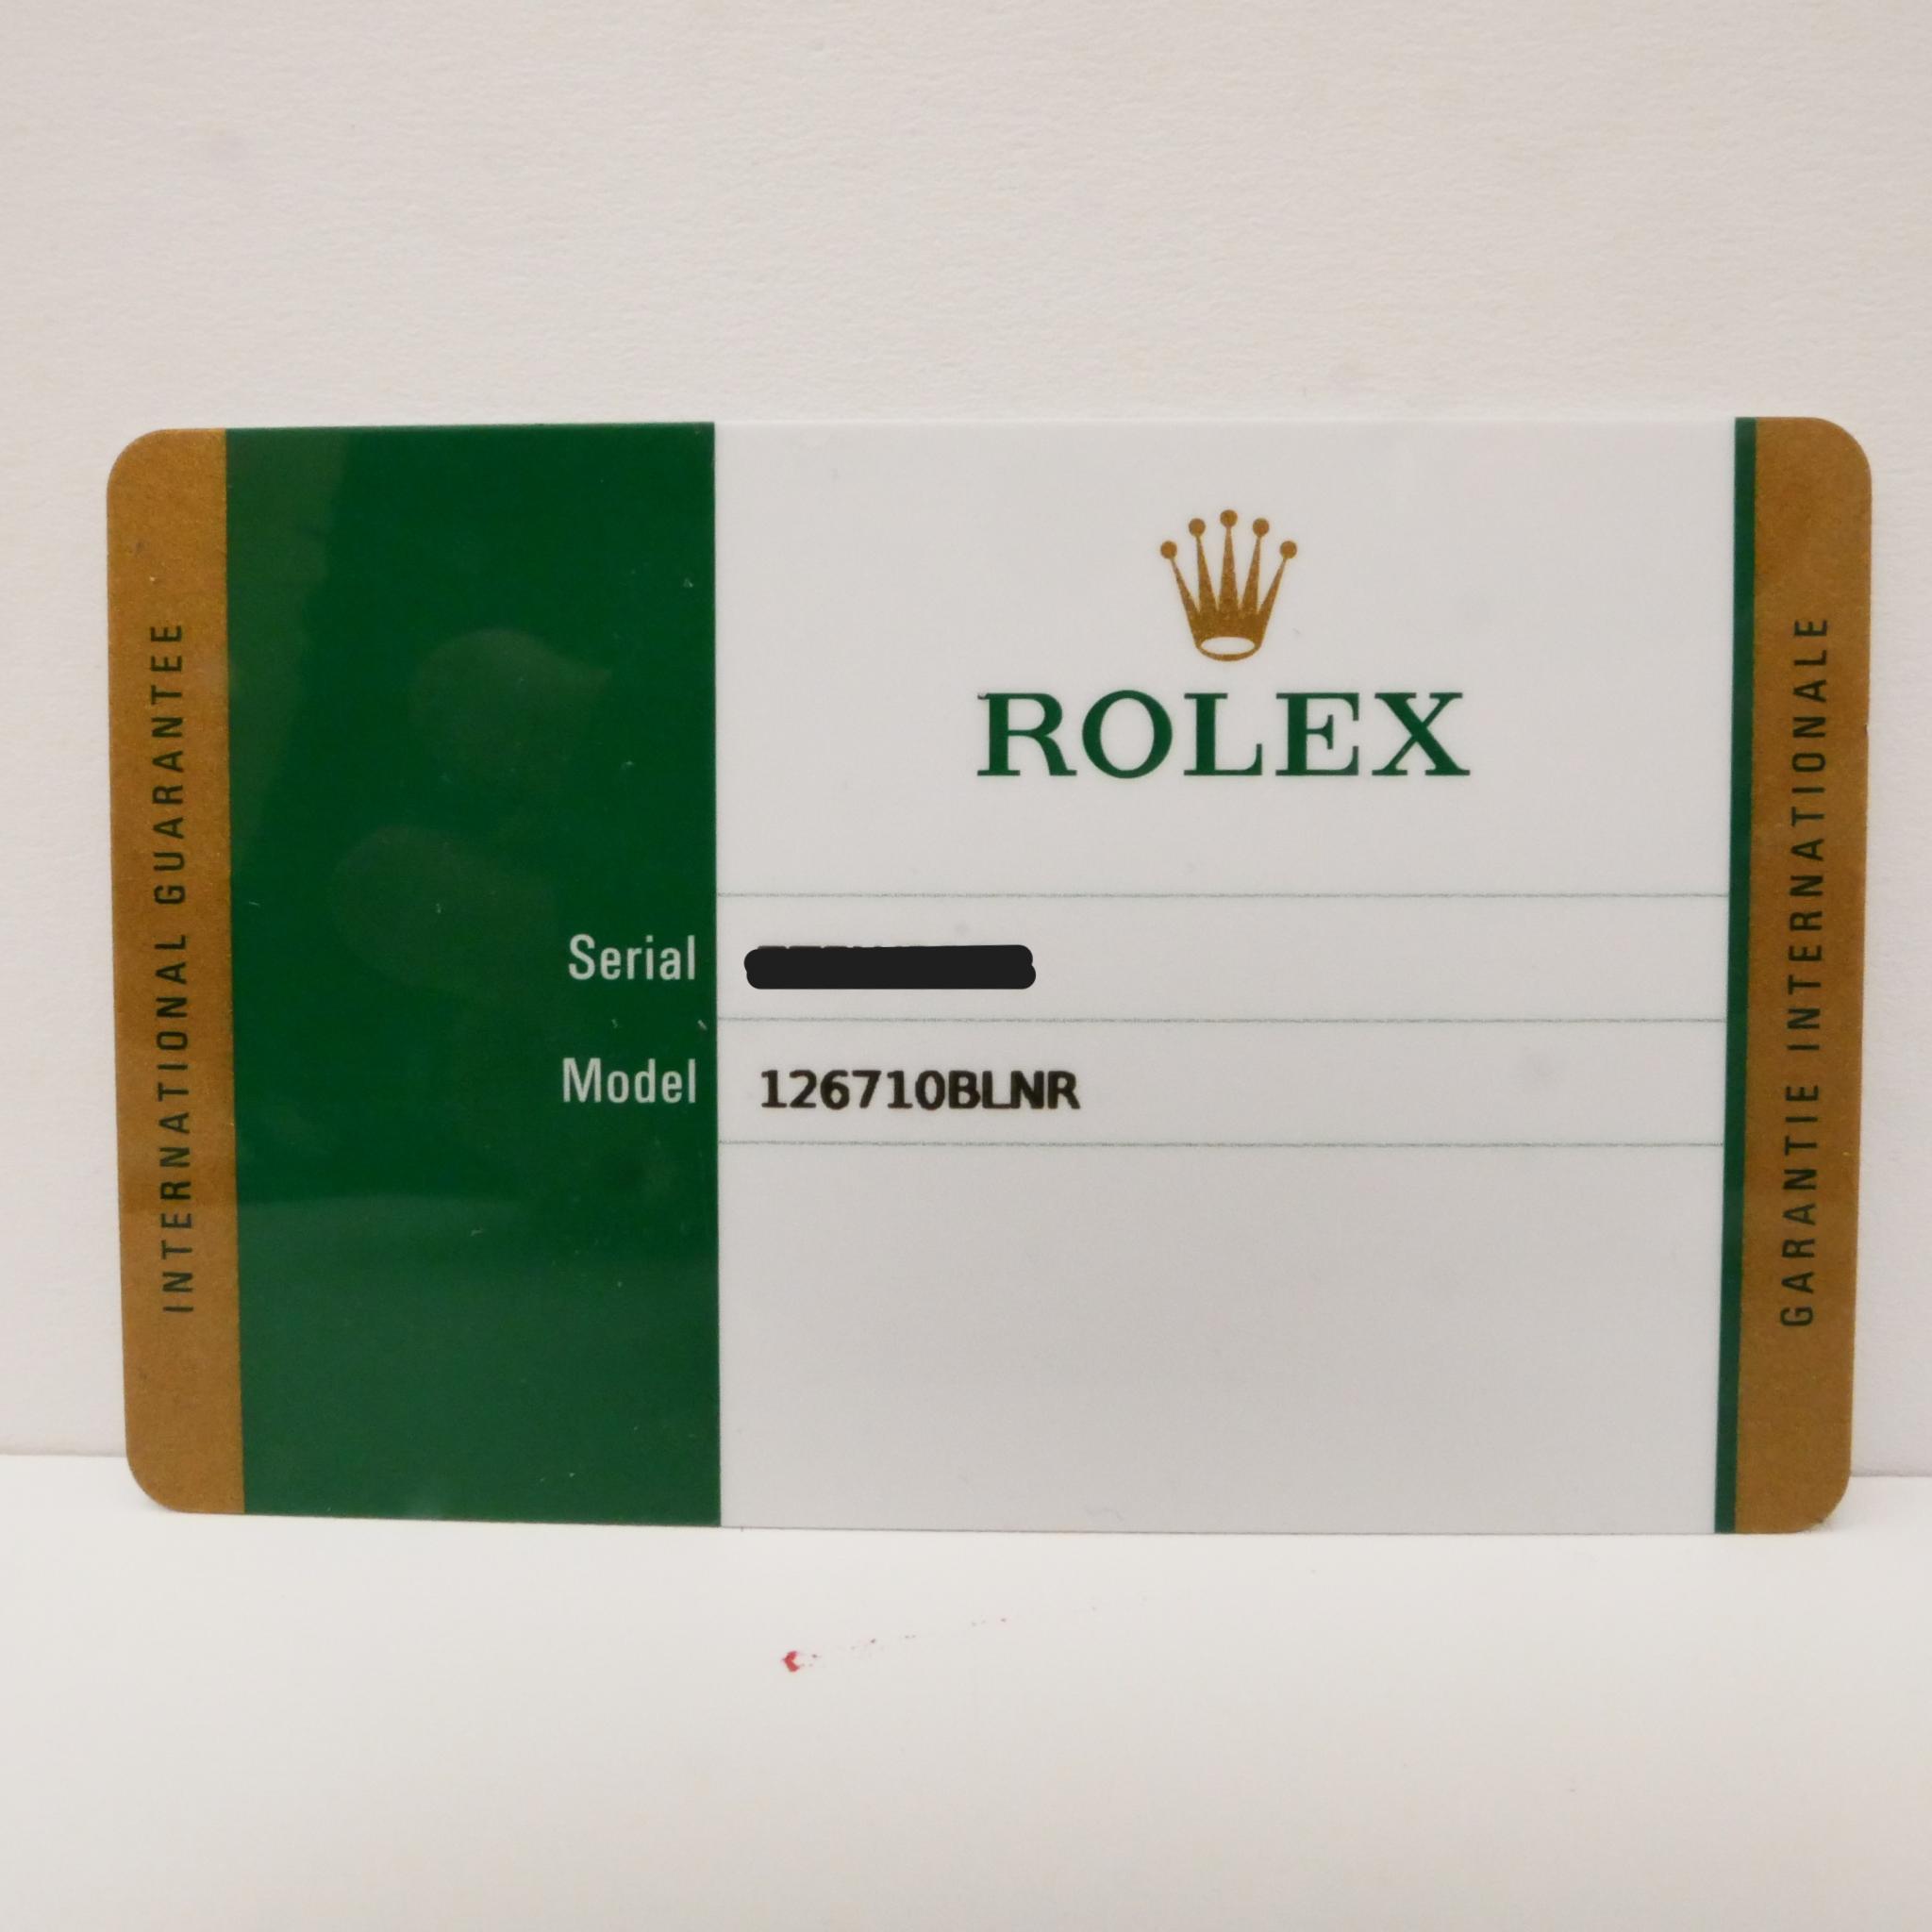 INTERNATIONAL GUARANTEE
ROLEX
Serial
Model 126710BLNR
GARANTIE INTERNATIONALE